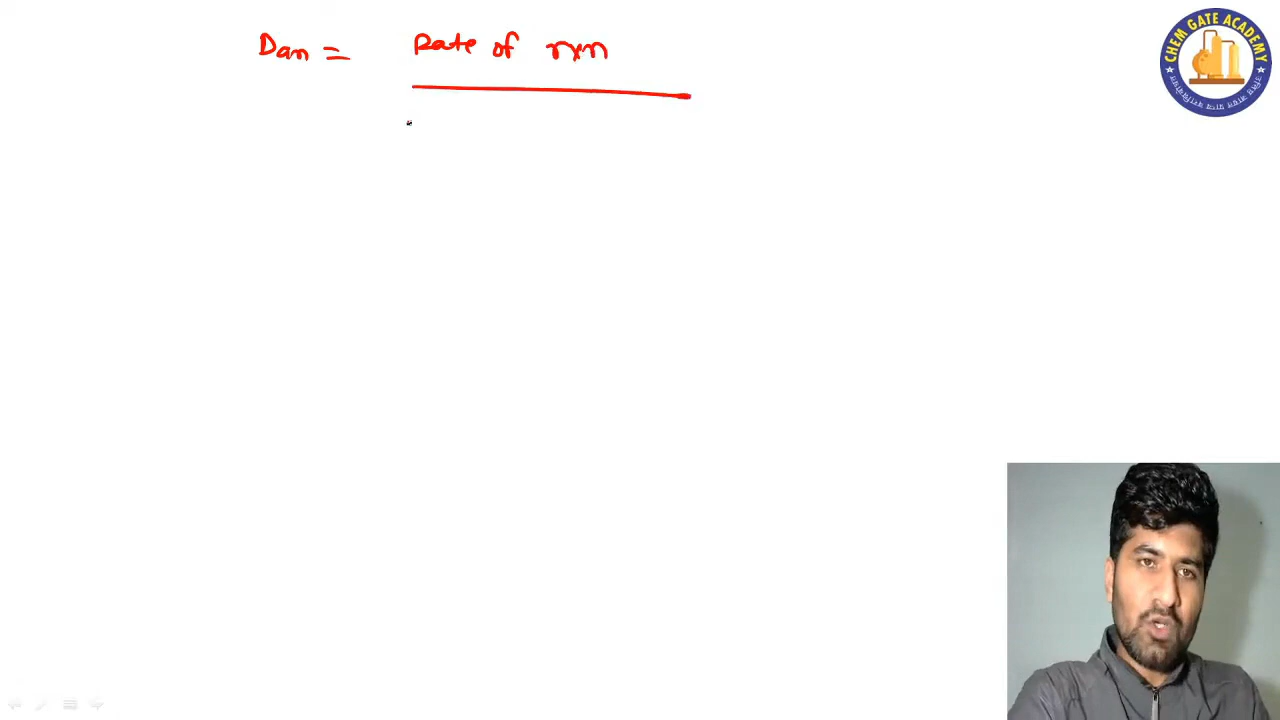 Dan = Rate of rxn
CHEM GATE ACADEMY